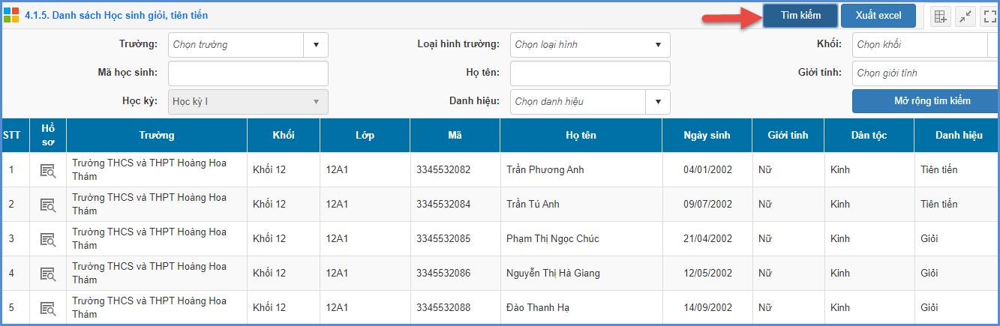 4.1.5. Danh sách Học sinh giỏi, tiên tiến
Tìm kiếm
Xuất excel
Trường: Chọn trường
Loại hình trường: Chọn loại hình
Khối: Chọn khối
Mã học sinh:
Họ tên:
Giới tính: Chọn giới tính
Học kỳ: Học kỳ I
Danh hiệu: Chọn danh hiệu
Mở rộng tìm kiếm
STT Hồ sơ Trường Khối Lớp Mã Họ tên Ngày sinh Giới tính Dân tộc Danh hiệu
1 Trường THCS và THPT Hoàng Hoa Thám Khối 12 12A1 3345532082 Trần Phương Anh 04/01/2002 Nữ Kinh Tiên tiến
2 Trường THCS và THPT Hoàng Hoa Thám Khối 12 12A1 3345532084 Trần Tú Anh 09/07/2002 Nữ Kinh Tiên tiến
3 Trường THCS và THPT Hoàng Hoa Thám Khối 12 12A1 3345532085 Phạm Thị Ngọc Chúc 21/04/2002 Nữ Kinh Giỏi
4 Trường THCS và THPT Hoàng Hoa Thám Khối 12 12A1 3345532086 Nguyễn Thị Hà Giang 12/05/2002 Nữ Kinh Giỏi
5 Trường THCS và THPT Hoàng Hoa Thám Khối 12 12A1 3345532088 Đào Thanh Hạ 14/09/2002 Nữ Kinh Giỏi